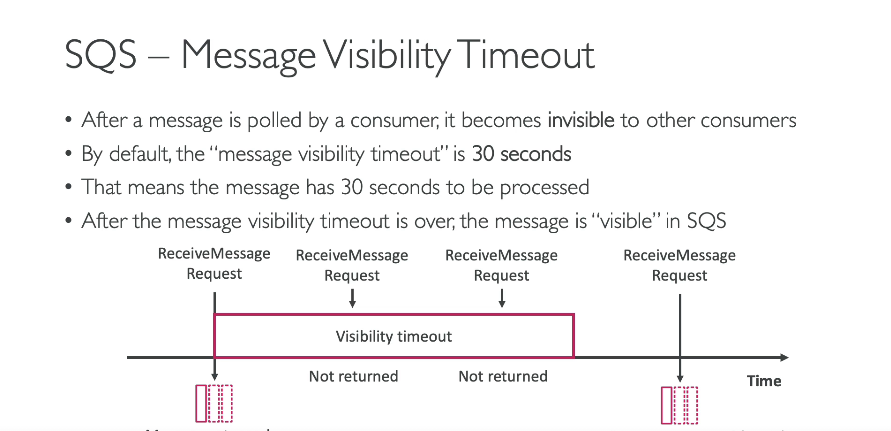 SQS – Message Visibility Timeout
• After a message is polled by a consumer, it becomes invisible to other consumers
• By default, the “message visibility timeout” is 30 seconds
• That means the message has 30 seconds to be processed
• After the message visibility timeout is over, the message is “visible” in SQS
ReceiveMessage
Request
ReceiveMessage
Request
ReceiveMessage
Request
ReceiveMessage
Request
Visibility timeout
Not returned
Not returned
Time